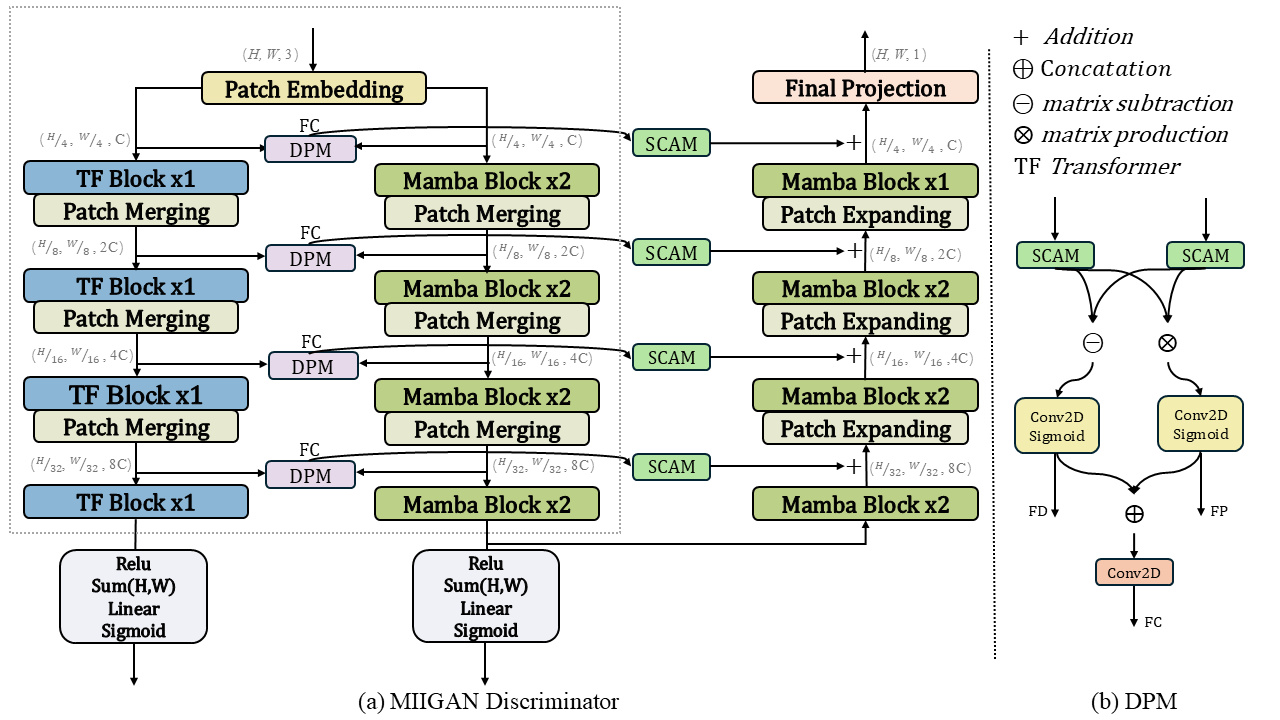 (H, W, 3)
Patch Embedding
(H/4, W/4, C)
FC
DPM
(H/4, W/4, C)
SCAM
TF Block x1
Patch Merging
Mamba Block x2
Patch Merging
(H/8, W/8, 2C)
FC
DPM
(H/8, W/8, 2C)
SCAM
TF Block x1
Patch Merging
Mamba Block x2
Patch Merging
(H/16, W/16, 4C)
FC
DPM
(H/16, W/16, 4C)
SCAM
TF Block x1
Patch Merging
Mamba Block x2
Patch Merging
(H/32, W/32, 8C)
FC
DPM
(H/32, W/32, 8C)
SCAM
TF Block x1
Mamba Block x2
Relu
Sum(H,W)
Linear
Sigmoid
Relu
Sum(H,W)
Linear
Sigmoid
(H, W, 1)
Final Projection
+ (H/4, W/4, C)
Mamba Block x1
Patch Expanding
+ (H/8, W/8, 2C)
Mamba Block x2
Patch Expanding
+ (H/16, W/16, 4C)
Mamba Block x2
Patch Expanding
+ (H/32, W/32, 8C)
Mamba Block x2
(a) MIIGAN Discriminator
+ Addition
⊕ Concatation
⊖ matrix subtraction
⊗ matrix production
TF Transformer
SCAM
SCAM
⊖
⊗
Conv2D
Sigmoid
Conv2D
Sigmoid
FD
⊕
FP
Conv2D
FC
(b) DPM